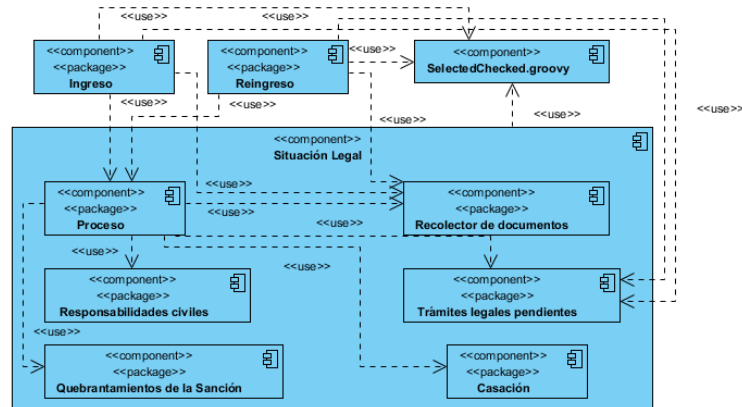 <<use>>
<<use>>
<<component>>
<<package>>
Ingreso
<<component>>
<<package>>
Reingreso
<<use>>
<<component>>
SelectedChecked.groovy
<<use>>
<<use>>
<<use>>
<<use>>
<<use>>
<<component>>
Situación Legal
<<component>>
<<package>>
Proceso
<<use>>
<<use>>
<<component>>
<<package>>
Recolector de documentos
<<use>>
<<use>>
<<use>>
<<component>>
<<package>>
Responsabilidades civiles
<<component>>
<<package>>
Trámites legales pendientes
<<use>>
<<component>>
<<package>>
Quebrantamientos de la Sanción
<<component>>
<<package>>
Casación